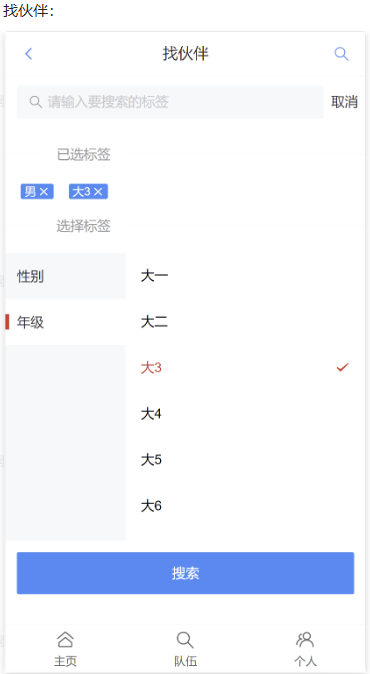 找伙伴：
找伙伴
请输入要搜索的标签 取消
已选标签
男 大3
选择标签
性别 大一
年级 大二
大3
大4
大5
大6
搜索
主页 队伍 个人